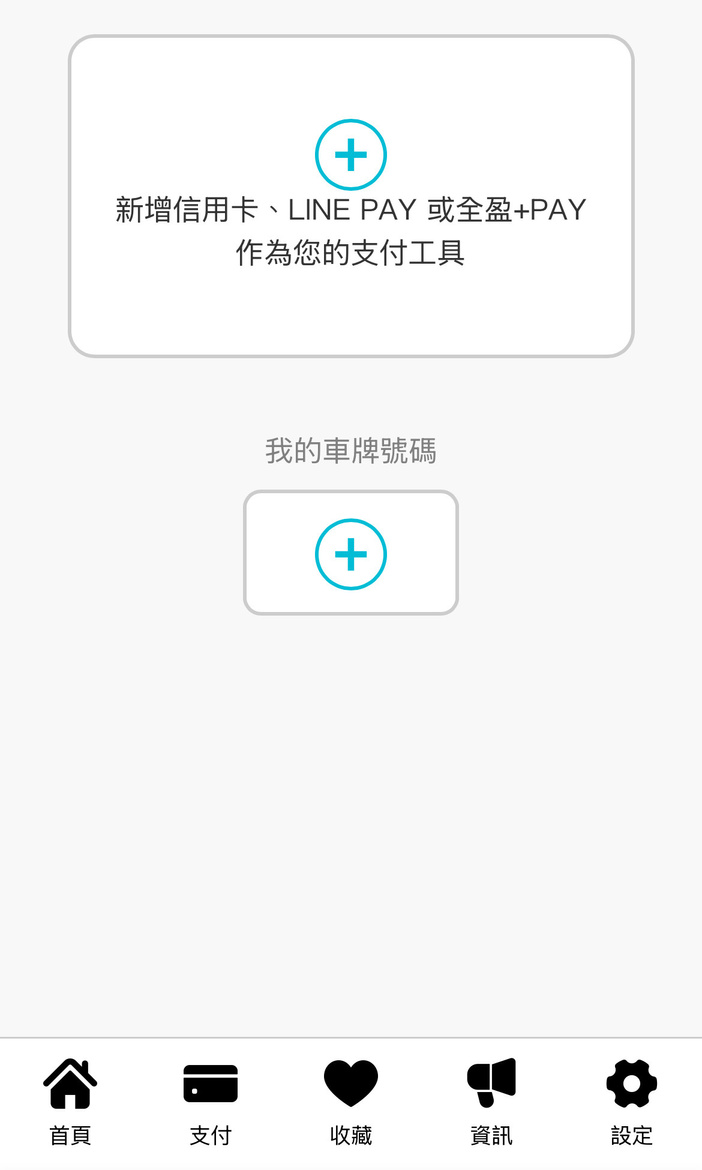 新增信用卡、LINE PAY 或全盈+PAY
作為您的支付工具
我的車牌號碼
首頁
支付
收藏
資訊
設定